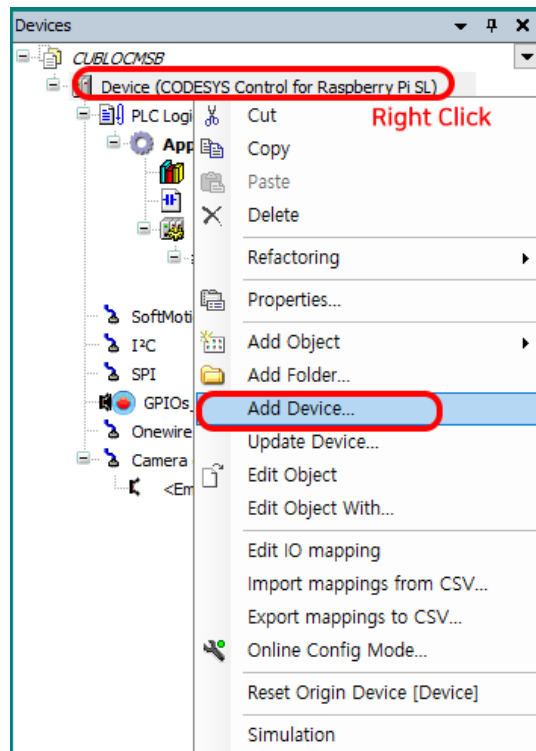 Devices
CUBLOCMSB
Device (CODESYS Control for Raspberry Pi SL)
PLC Logi
App
SoftMoti
I²C
SPI
GPIOs_
Onewire
Camera
<Em
Right Click
Cut
Copy
Paste
Delete
Refactoring
Properties...
Add Object
Add Folder...
Add Device...
Update Device...
Edit Object
Edit Object With...
Edit IO mapping
Import mappings from CSV...
Export mappings to CSV...
Online Config Mode...
Reset Origin Device [Device]
Simulation